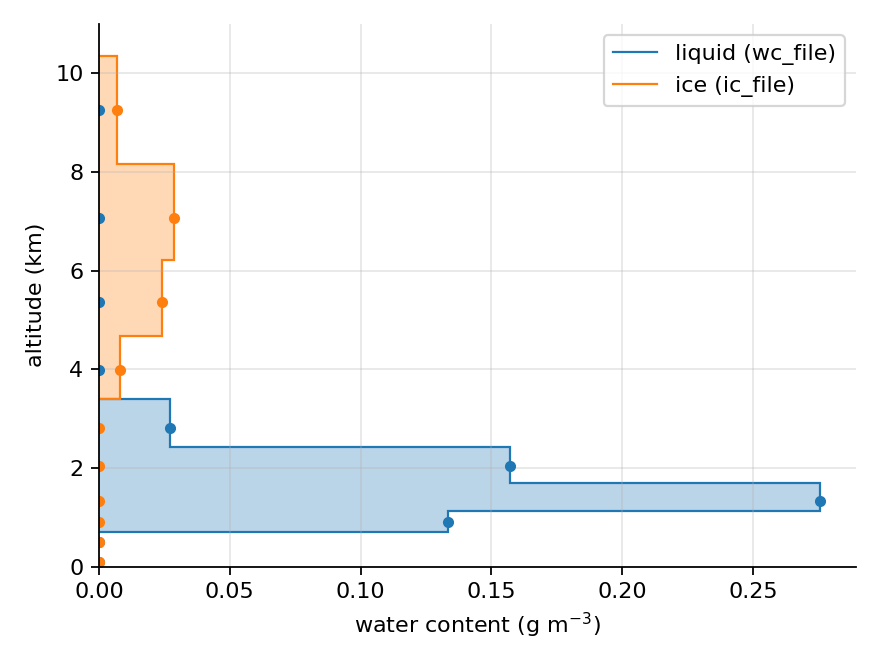 liquid (wc_file)
ice (ic_file)
10
8
6
4
2
0
altitude (km)
0.00 0.05 0.10 0.15 0.20 0.25
water content (g m⁻³)